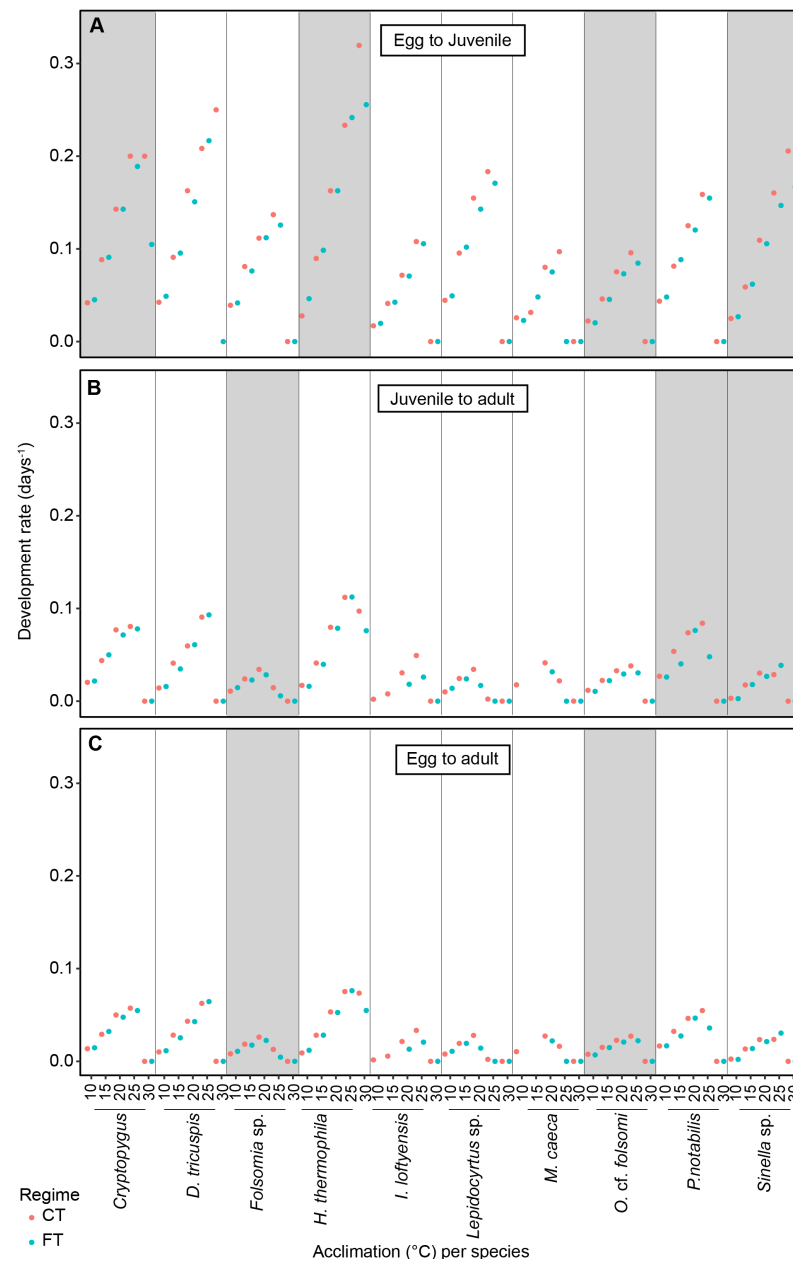 A
Egg to Juvenile
0.3
0.2
0.1
0.0
B
Juvenile to adult
0.3
0.2
0.1
0.0
Development rate (days-1)
C
Egg to adult
0.3
0.2
0.1
0.0
10 15 20 25 30 10 15 20 25 30 10 15 20 25 30 10 15 20 25 30 10 15 20 25 30 10 15 20 25 30 10 15 20 25 30 10 15 20 25 30 10 15 20 25 30 10 15 20 25 30
Cryptopygus
D. tricuspis
Folsomia sp.
H. thermophila
I. loftyensis
Lepidocyrtus sp.
M. caeca
O. cf. folsomi
P.notabilis
Sinella sp.
Regime
CT
FT
Acclimation (°C) per species